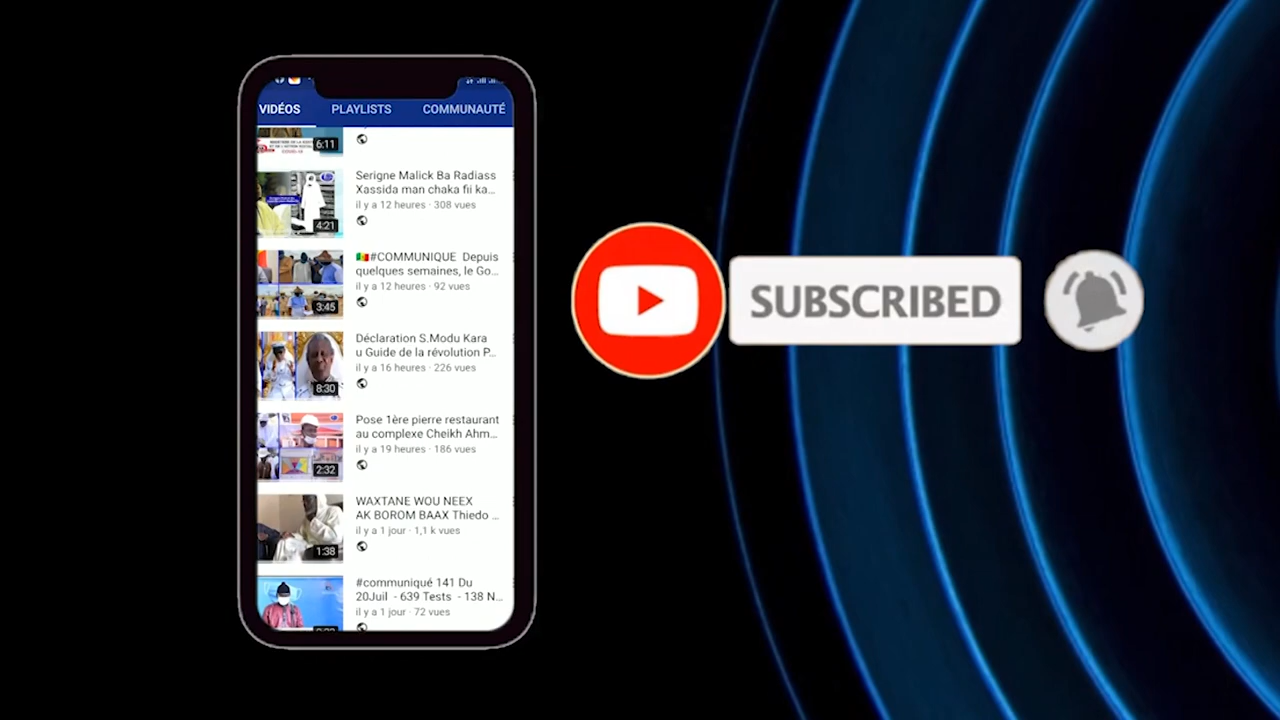 VIDÉOS PLAYLISTS COMMUNAUTÉ
6:11
Serigne Malick Ba Radiass
Xassida man chaka fii ka...
il y a 12 heures · 308 vues
4:21
#COMMUNIQUE Depuis
quelques semaines, le Go...
il y a 12 heures · 92 vues
3:45
Déclaration S.Modu Kara
u Guide de la révolution P...
il y a 16 heures · 226 vues
8:30
Pose 1ère pierre restaurant
au complexe Cheikh Ahm...
il y a 19 heures · 186 vues
2:32
WAXTANE WOU NEEX
AK BOROM BAAX Thiedo ...
il y a 1 jour · 1,1 k vues
1:38
#communiqué 141 Du
20Juil - 639 Tests - 138 N...
il y a 1 jour · 72 vues
SUBSCRIBED